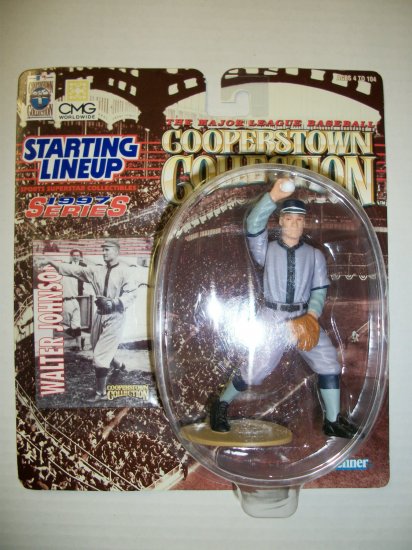 CMG
WORLDWIDE
AGES 4 TO 104
THE MAJOR LEAGUE BASEBALL
COOPERSTOWN
COLLECTION
STARTING
LINEUP
SPORTS SUPERSTAR COLLECTIBLES
1997
SERIES
WALTER JOHNSON
COOPERSTOWN
COLLECTION
Kenner